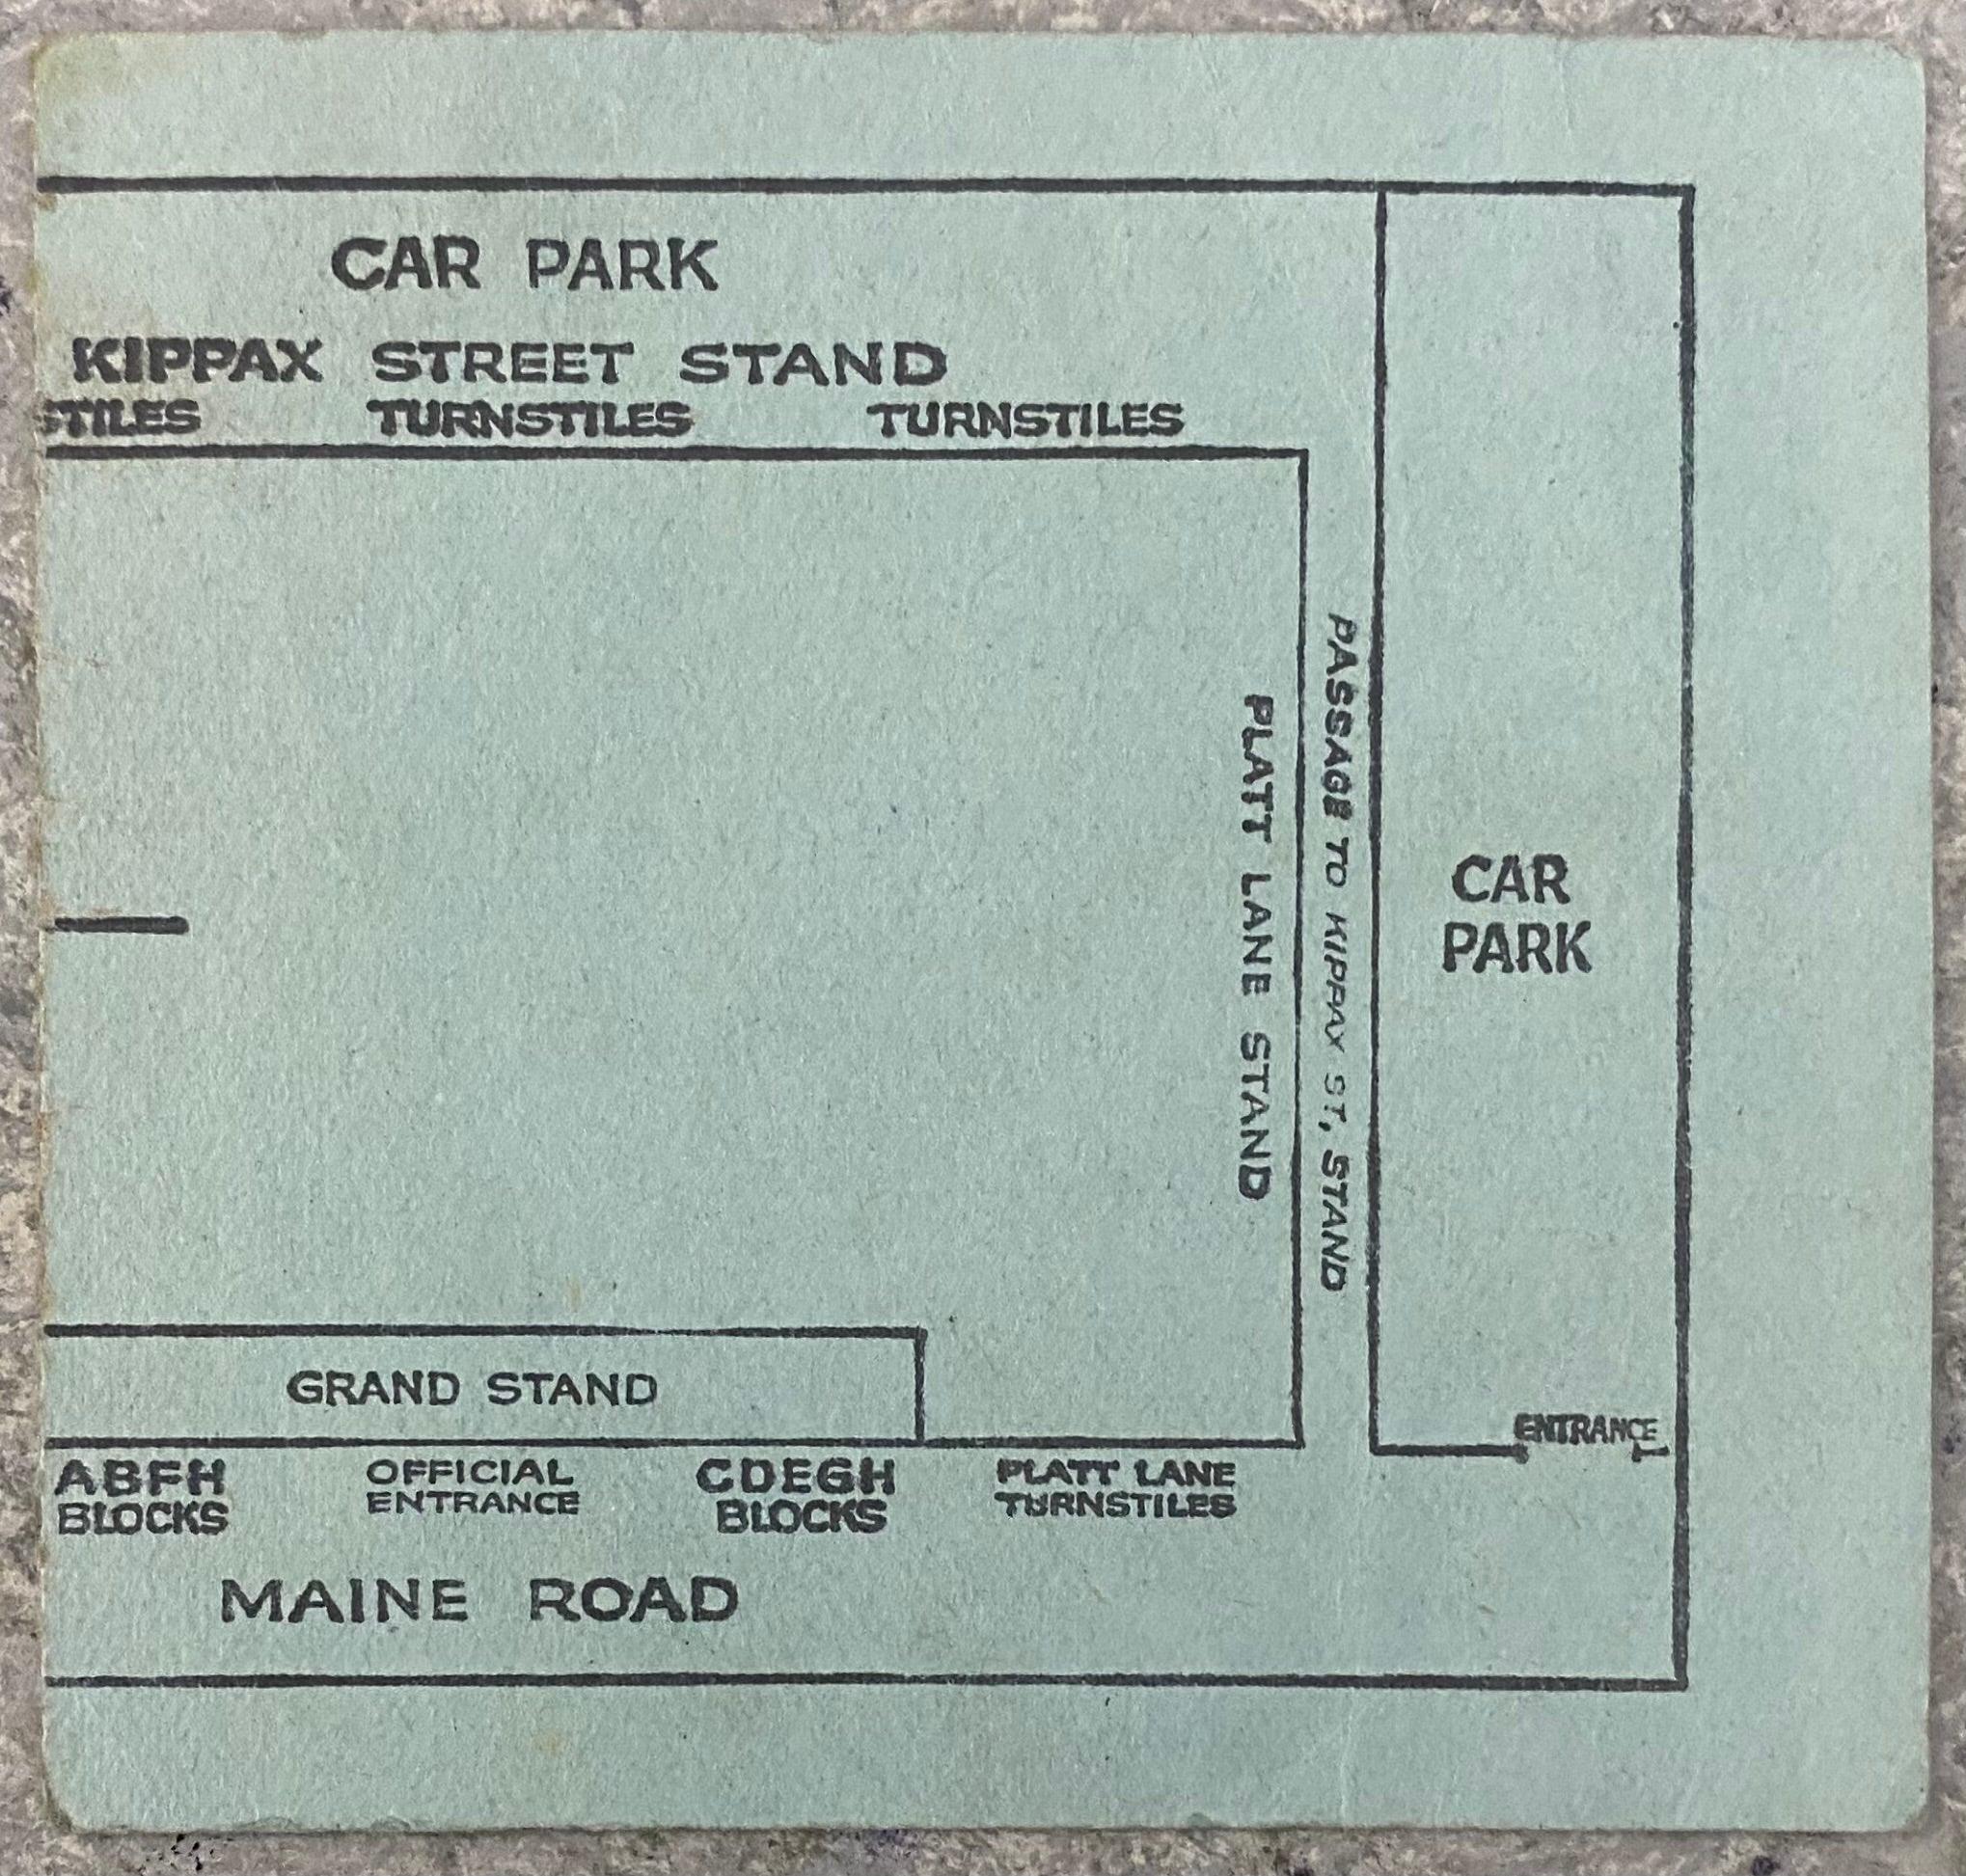 CAR PARK
KIPPAX STREET STAND
STILES TURNSTILES TURNSTILES
PLATT LANE STAND
PASSAGE TO KIPPAX ST, STAND
CAR
PARK
ENTRANCE
GRAND STAND
ABFH
BLOCKS
OFFICIAL
ENTRANCE
CDEGH
BLOCKS
PLATT LANE
TURNSTILES
MAINE ROAD